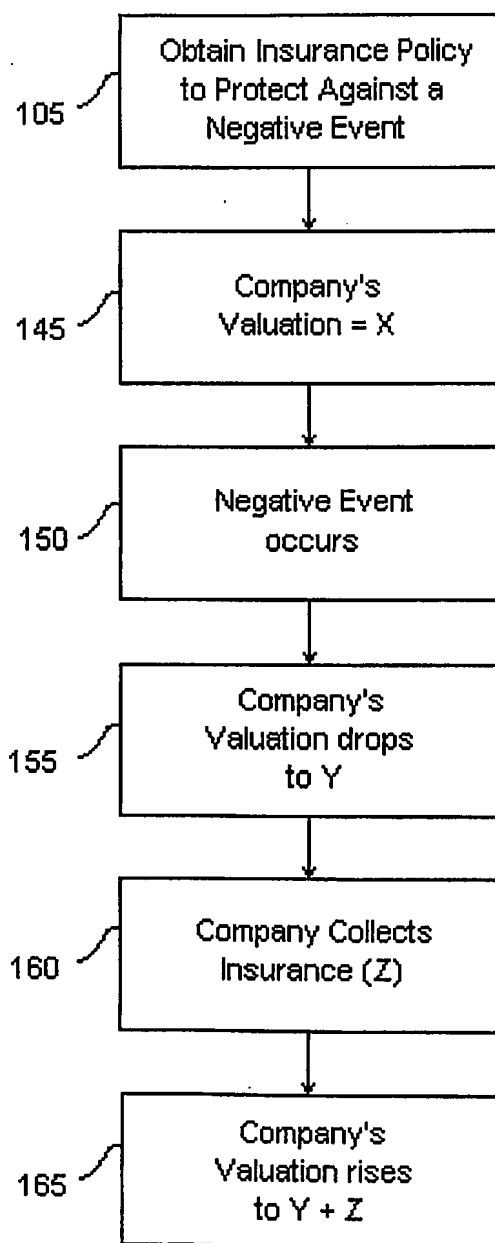 Obtain Insurance Policy
to Protect Against a
Negative Event
105
Company's
Valuation = X
145
Negative Event
occurs
150
Company's
Valuation drops
to Y
155
Company Collects
Insurance (Z)
160
Company's
Valuation rises
to Y + Z
165